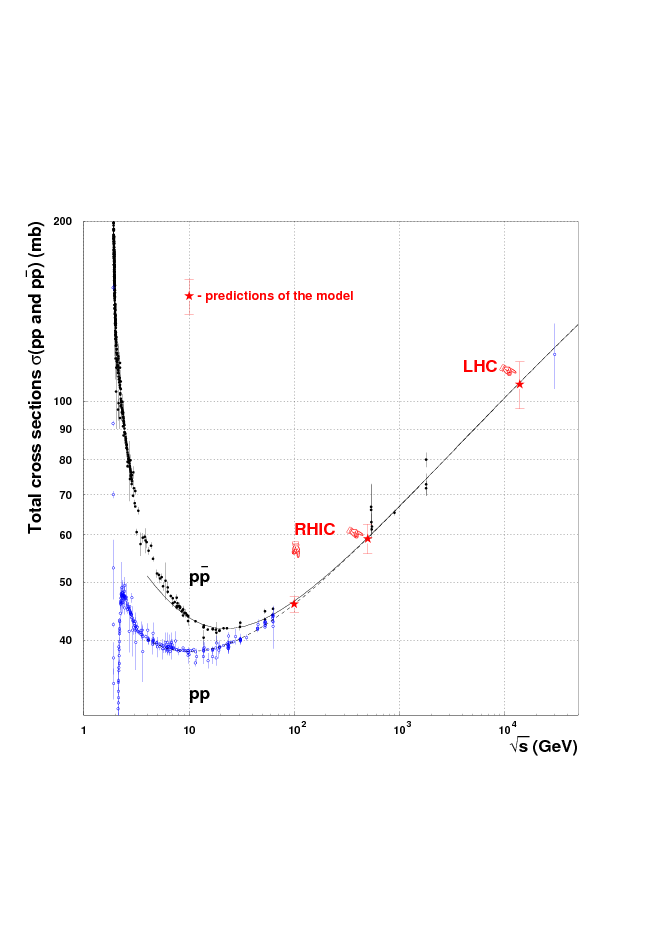 Total cross sections σ(pp and pp̄) (mb)
200
100
90
80
70
60
50
40
- predictions of the model
LHC
RHIC
pp̄
pp
1
10
10²
10³
10⁴
√s (GeV)